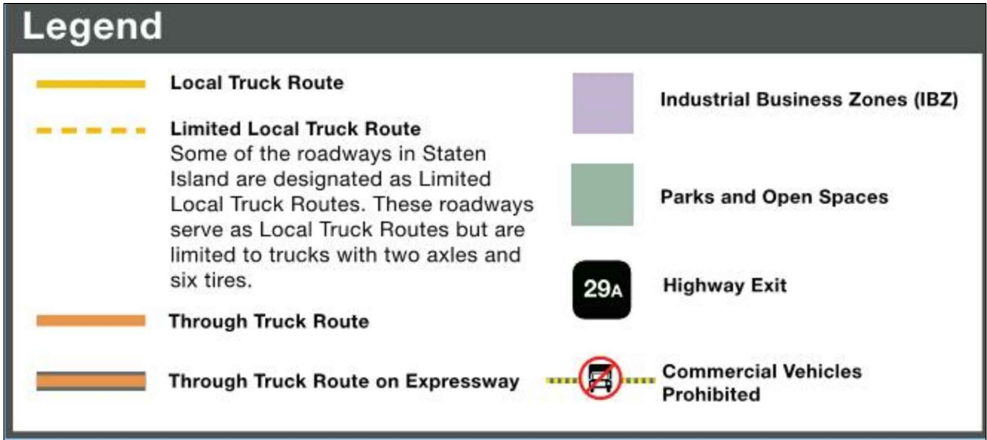 Legend
Local Truck Route
Limited Local Truck Route
Some of the roadways in Staten
Island are designated as Limited
Local Truck Routes. These roadways
serve as Local Truck Routes but are
limited to trucks with two axles and
six tires.
Through Truck Route
Through Truck Route on Expressway
Industrial Business Zones (IBZ)
Parks and Open Spaces
29A
Highway Exit
Commercial Vehicles
Prohibited